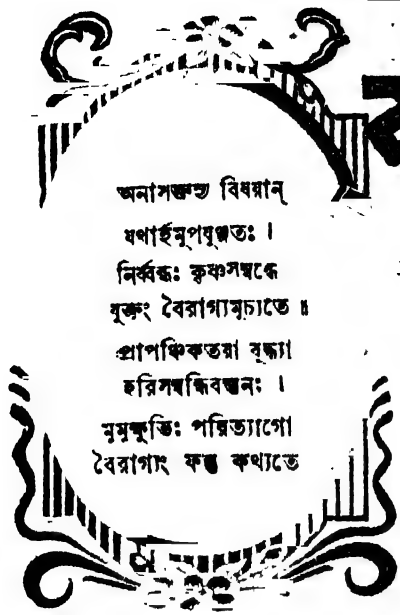 অনাসক্তস্য বিষয়ান্
যথার্হমুপযুঞ্জতঃ ।
নির্ব্বন্ধঃ কৃষ্ণসম্বন্ধে
যুক্তং বৈরাগ্যমুচ্যতে ॥
প্রাপঞ্চিকতয়া বুদ্ধ্যা
হরিসম্বন্ধিবস্তুনঃ ।
মুমুক্ষুভিঃ পরিত্যাগো
বৈরাগ্যং ফল্গু কথ্যতে